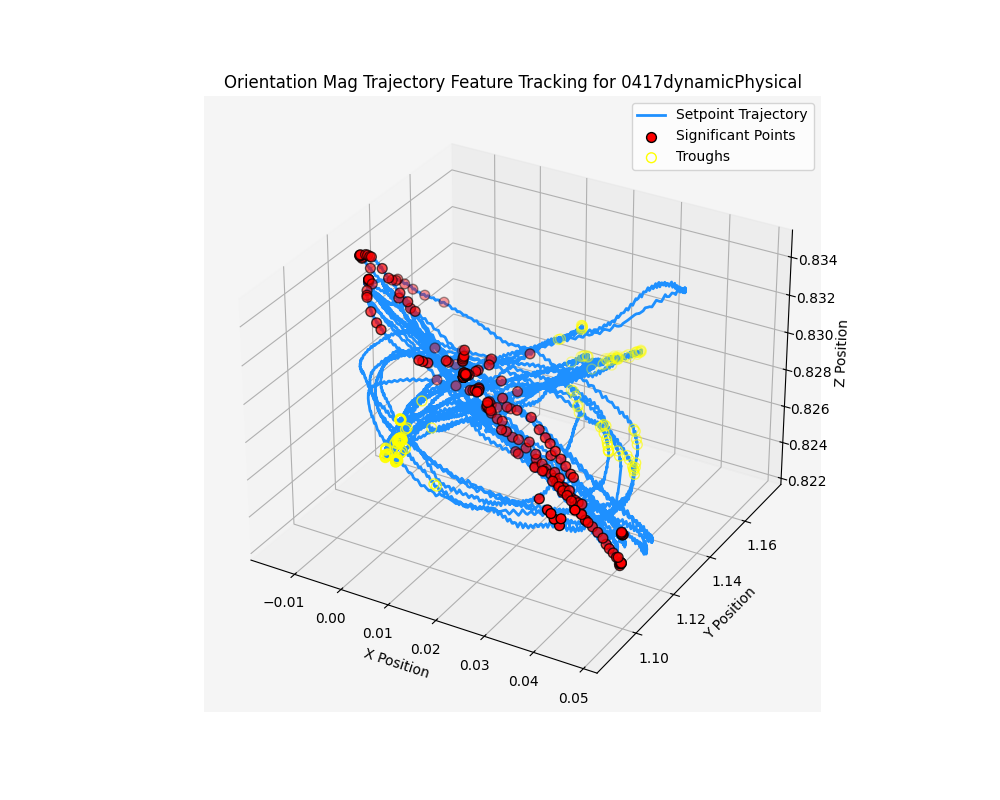 Orientation Mag Trajectory Feature Tracking for 0417dynamicPhysical
Setpoint Trajectory
Significant Points
Troughs
0.834
0.832
0.830
0.828
0.826
0.824
0.822
Z Position
1.16
1.14
1.12
1.10
Y Position
−0.01
0.00
0.01
0.02
0.03
0.04
0.05
X Position